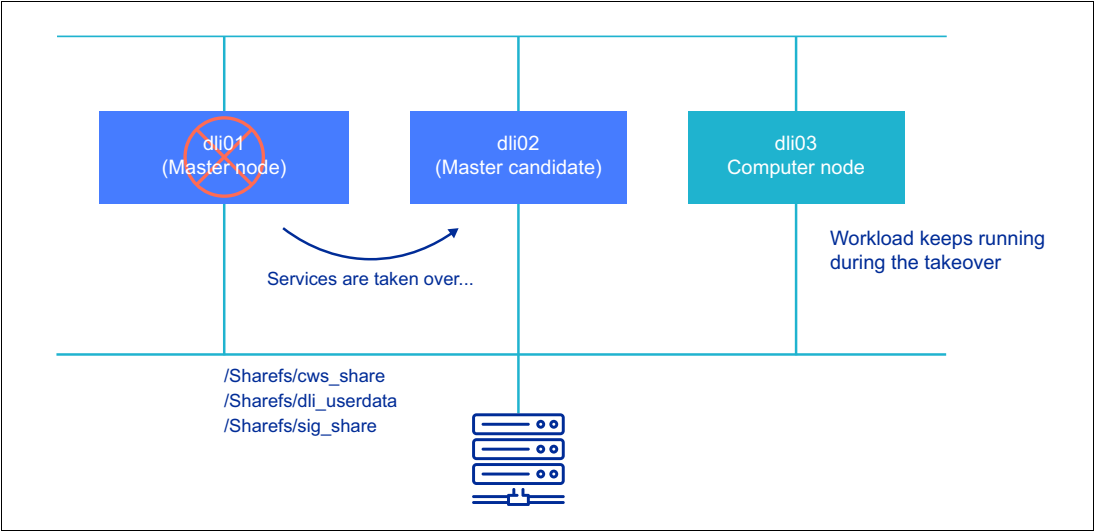 dli01
(Master node)
dli02
(Master candidate)
dli03
Computer node
Workload keeps running
during the takeover
Services are taken over...
/Sharefs/cws_share
/Sharefs/dli_userdata
/Sharefs/sig_share